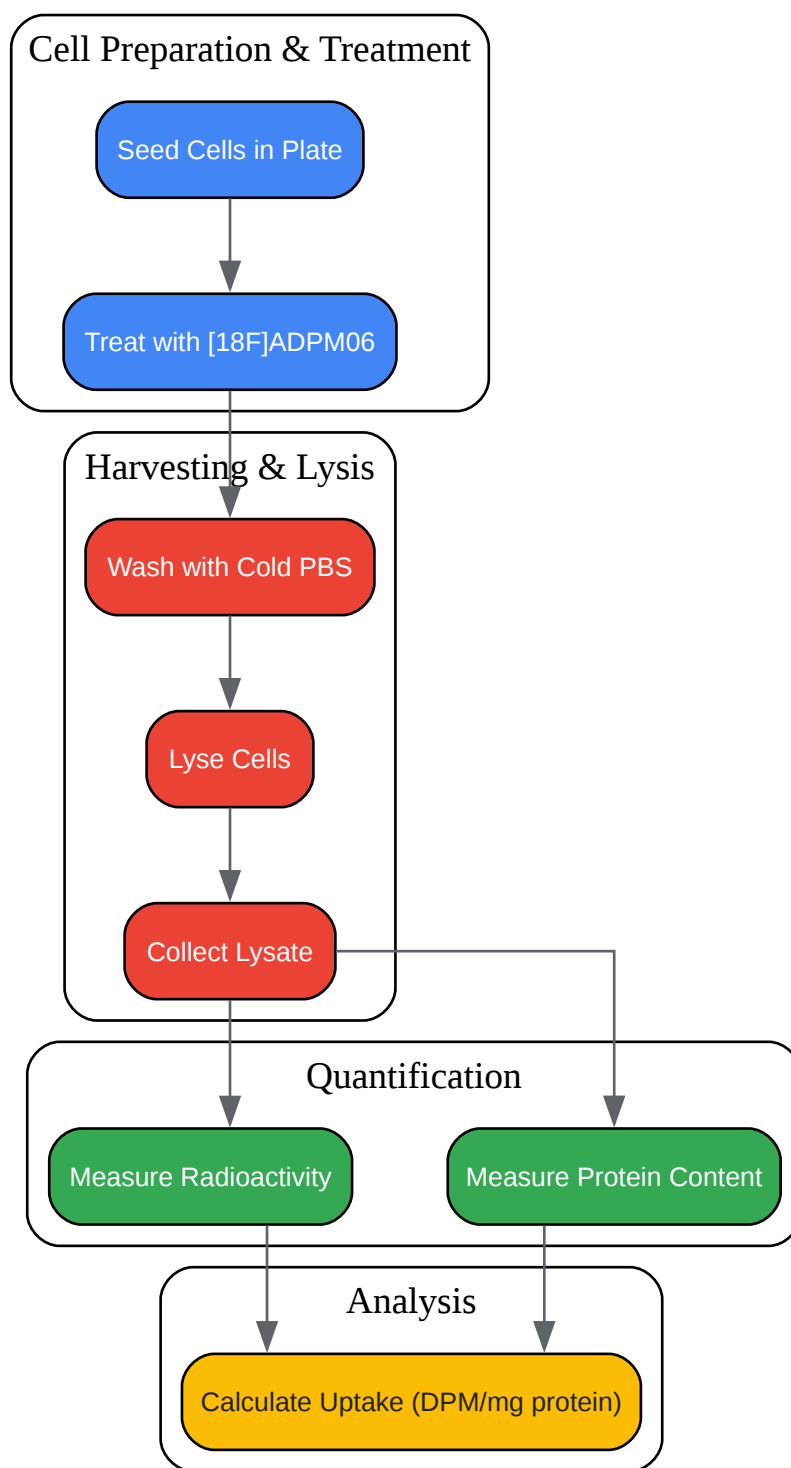 Cell Preparation & Treatment
Seed Cells in Plate
Treat with [18F]ADPM06
Harvesting & Lysis
Wash with Cold PBS
Lyse Cells
Collect Lysate
Quantification
Measure Radioactivity
Measure Protein Content
Analysis
Calculate Uptake (DPM/mg protein)